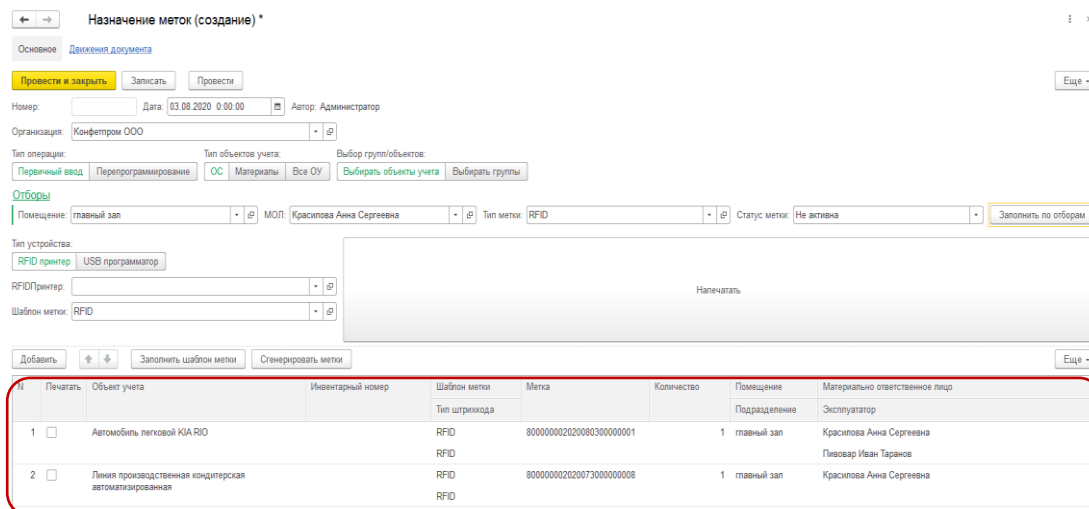 Назначение меток (создание) *
Основное Движения документа
Провести и закрыть Записать Провести Еще
Номер: Дата: 03.08.2020 0:00:00 Автор: Администратор
Организация: Конфетпром ООО
Тип операции: Тип объектов учета: Выбор групп/объектов:
Первичный ввод Перепрограммирование ОС Материалы Все ОУ Выбирать объекты учета Выбирать группы
Отборы
Помещение: главный зал МОЛ: Красилова Анна Сергеевна Тип метки: RFID Статус метки: Не активна Заполнить по отборам
Тип устройства:
RFID принтер USB программатор
RFIDПринтер:
Напечатать
Шаблон метки: RFID
Добавить Заполнить шаблон метки Сгенерировать метки Еще
N Печатать Объект учета Инвентарный номер Шаблон метки Метка Количество Помещение Материально ответственное лицо
Тип штрихкода Подразделение Эксплуататор
1 Автомобиль легковой KIA RIO RFID 800000002020080300000001 1 главный зал Красилова Анна Сергеевна
RFID Пивовар Иван Таранов
2 Линия производственная кондитерская RFID 800000002020073000000008 1 главный зал Красилова Анна Сергеевна
автоматизированная
RFID